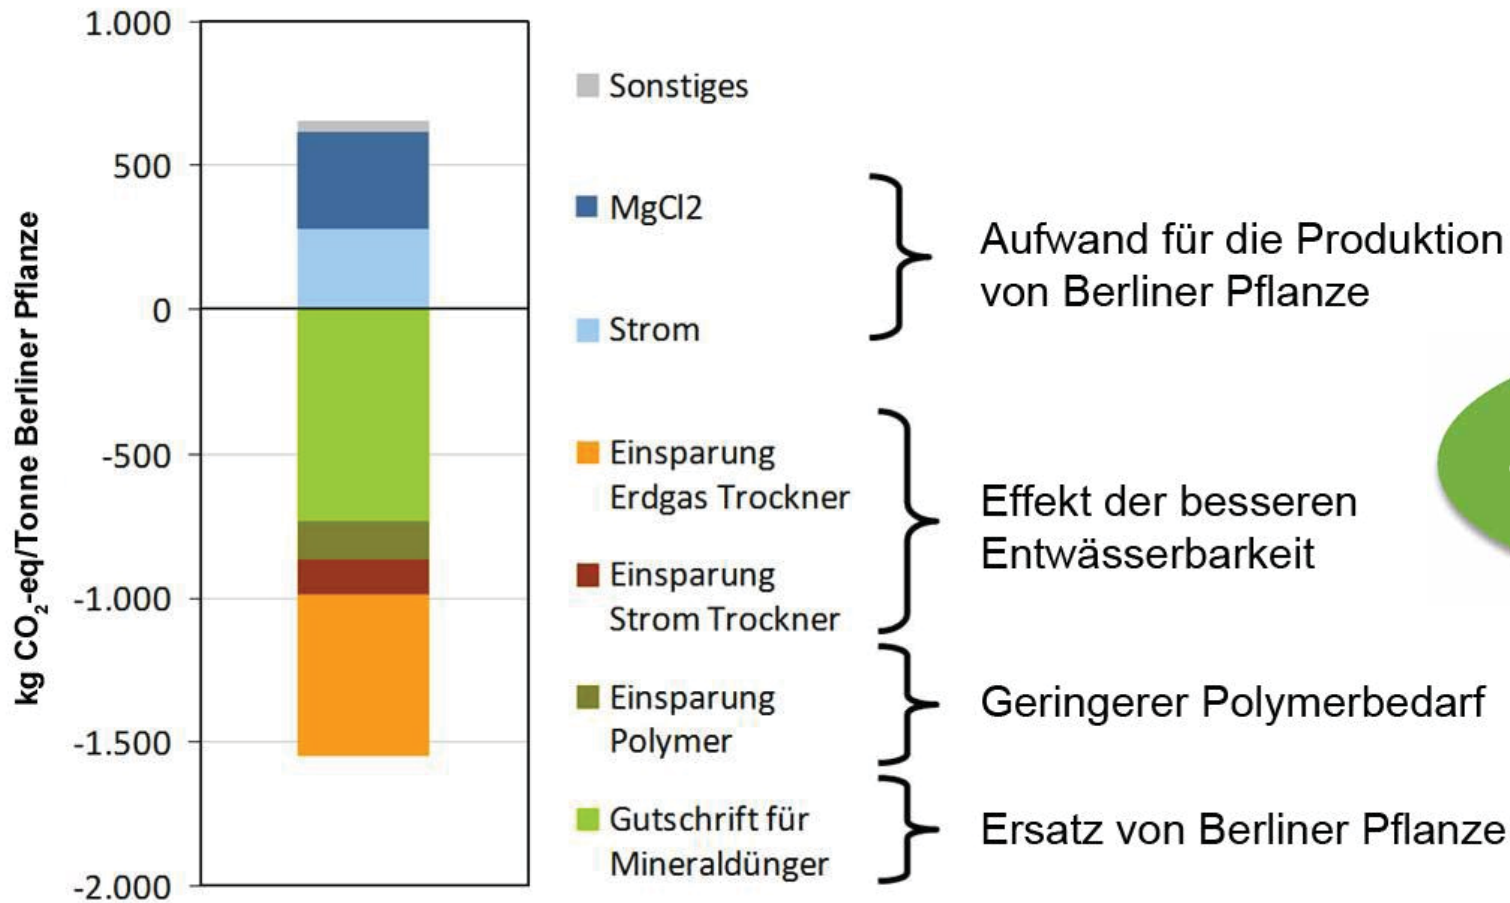 kg CO₂-eq/Tonne Berliner Pflanze
1.000
500
0
-500
-1.000
-1.500
-2.000
Sonstiges
MgCl2
Strom
Einsparung
Erdgas Trockner
Einsparung
Strom Trockner
Einsparung
Polymer
Gutschrift für
Mineraldünger
Aufwand für die Produktion
von Berliner Pflanze
Effekt der besseren
Entwässerbarkeit
Geringerer Polymerbedarf
Ersatz von Berliner Pflanze